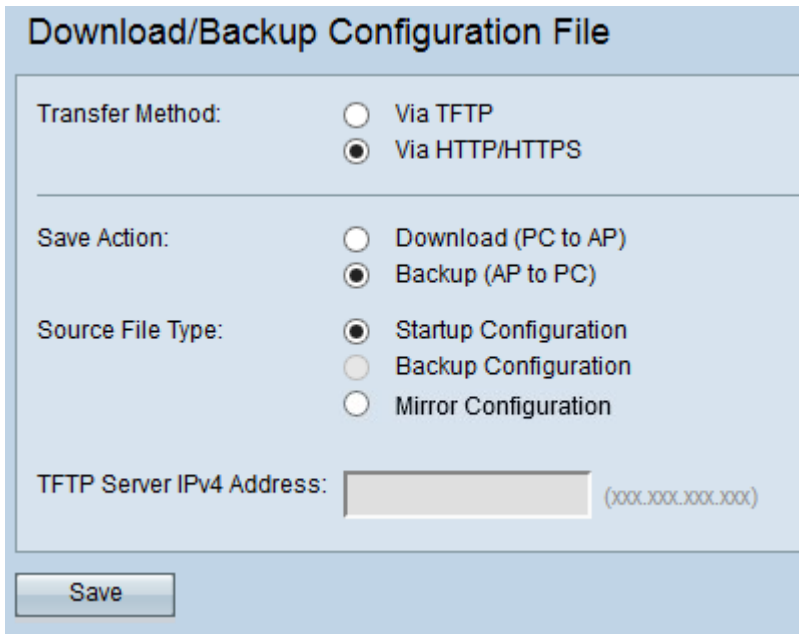 Download/Backup Configuration File
Transfer Method:
Via TFTP
Via HTTP/HTTPS
Save Action:
Download (PC to AP)
Backup (AP to PC)
Source File Type:
Startup Configuration
Backup Configuration
Mirror Configuration
TFTP Server IPv4 Address:
(xxx.xxx.xxx.xxx)
Save